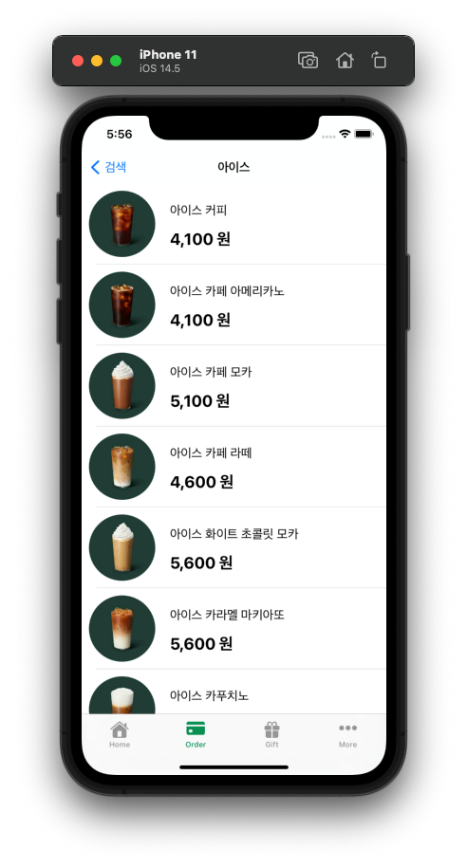 iPhone 11
iOS 14.5
5:56
검색
아이스
아이스 커피
4,100 원
아이스 카페 아메리카노
4,100 원
아이스 카페 모카
5,100 원
아이스 카페 라떼
4,600 원
아이스 화이트 초콜릿 모카
5,600 원
아이스 카라멜 마키아또
5,600 원
아이스 카푸치노
Home
Order
Gift
More